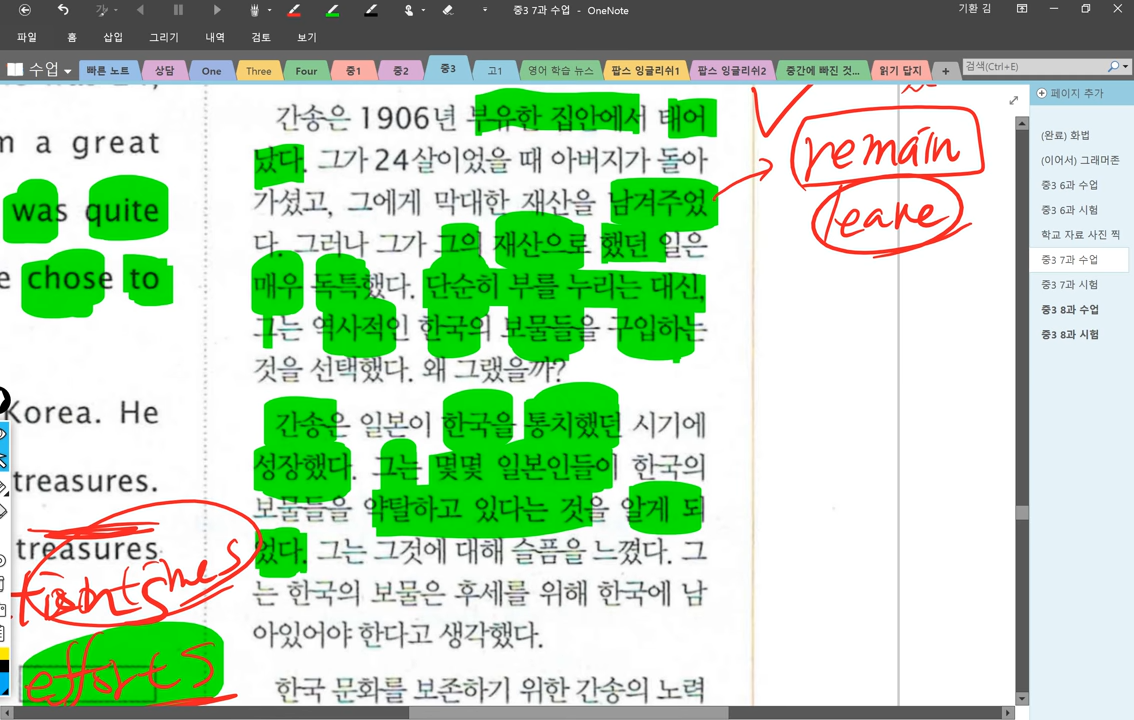 중3 7과 수업 - OneNote
기환 김
파일 홈 삽입 그리기 내역 검토 보기
수업 빠른 노트 상담 One Three Four 중1 중2 중3 고1 영어 학습 뉴스 팝스 잉글리쉬1 팝스 잉글리쉬2 중간에 빠진 것... 읽기 답지 +
검색(Ctrl+E)
페이지 추가
(완료) 화법
(이어서) 그래머존
중3 6과 수업
중3 6과 시험
학교 자료 사진 찍
중3 7과 수업
중3 7과 시험
중3 8과 수업
중3 8과 시험
m a great
was quite
e chose to
Korea. He
treasures.
treasures
efforts
간송은 1906년 부유한 집안에서 태어
났다. 그가 24살이었을 때 아버지가 돌아
가셨고, 그에게 막대한 재산을 남겨주었
다. 그러나 그가 그의 재산으로 했던 일은
매우 독특했다. 단순히 부를 누리는 대신,
그는 역사적인 한국의 보물들을 구입하는
것을 선택했다. 왜 그랬을까?
간송은 일본이 한국을 통치했던 시기에
성장했다. 그는 몇몇 일본인들이 한국의
보물들을 약탈하고 있다는 것을 알게 되
었다. 그는 그것에 대해 슬픔을 느꼈다. 그
는 한국의 보물은 후세를 위해 한국에 남
아있어야 한다고 생각했다.
한국 문화를 보존하기 위한 간송의 노력
remain
leave